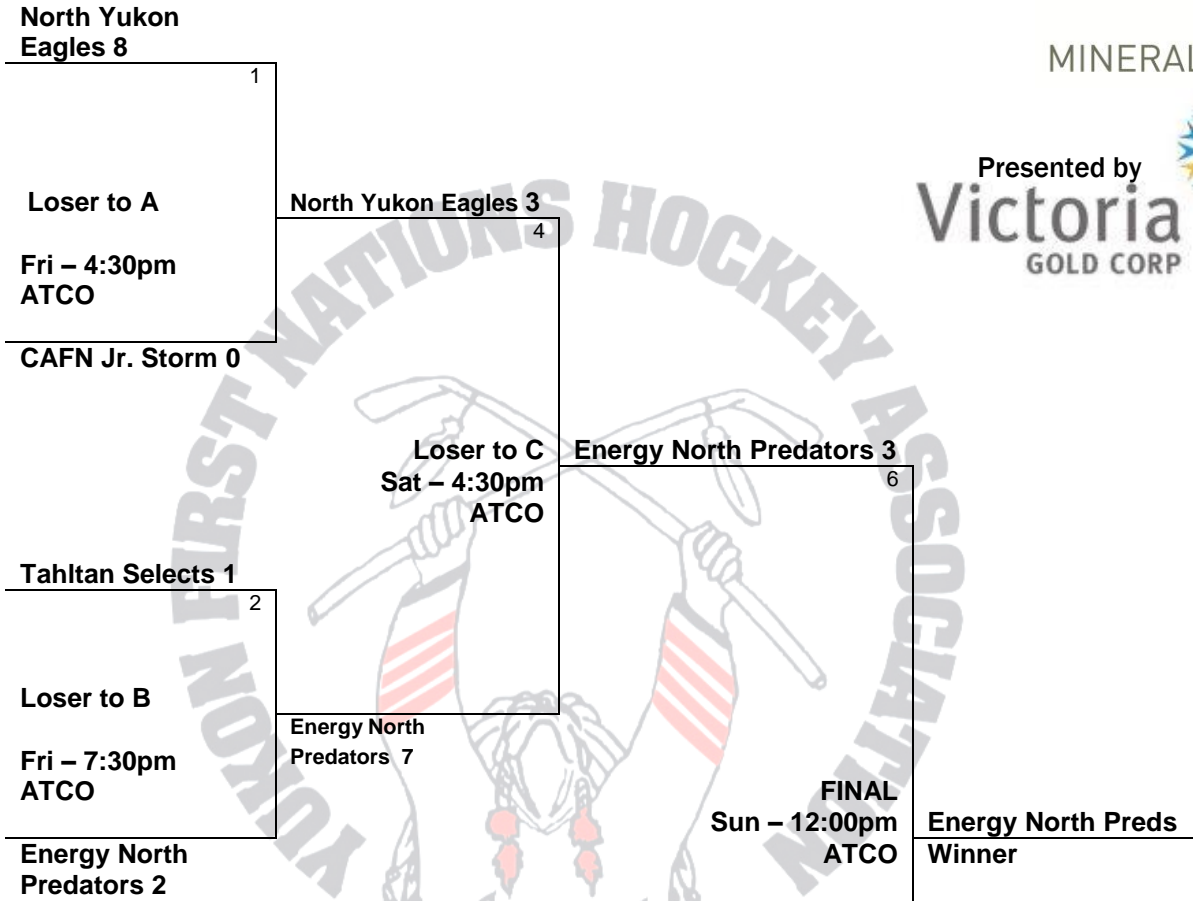 North Yukon
Eagles 8
MINERAL
1
Presented by
Victoria
GOLD CORP
Loser to A
North Yukon Eagles 3
4
Fri – 4:30pm
ATCO
CAFN Jr. Storm 0
YUKON FIRST NATIONS HOCKEY ASSOCIATION
Loser to C
Energy North Predators 3
Sat – 4:30pm
6
ATCO
Tahltan Selects 1
2
Loser to B
Energy North
Predators 7
Fri – 7:30pm
ATCO
FINAL
Sun – 12:00pm
Energy North Preds
ATCO
Winner
Energy North
Predators 2